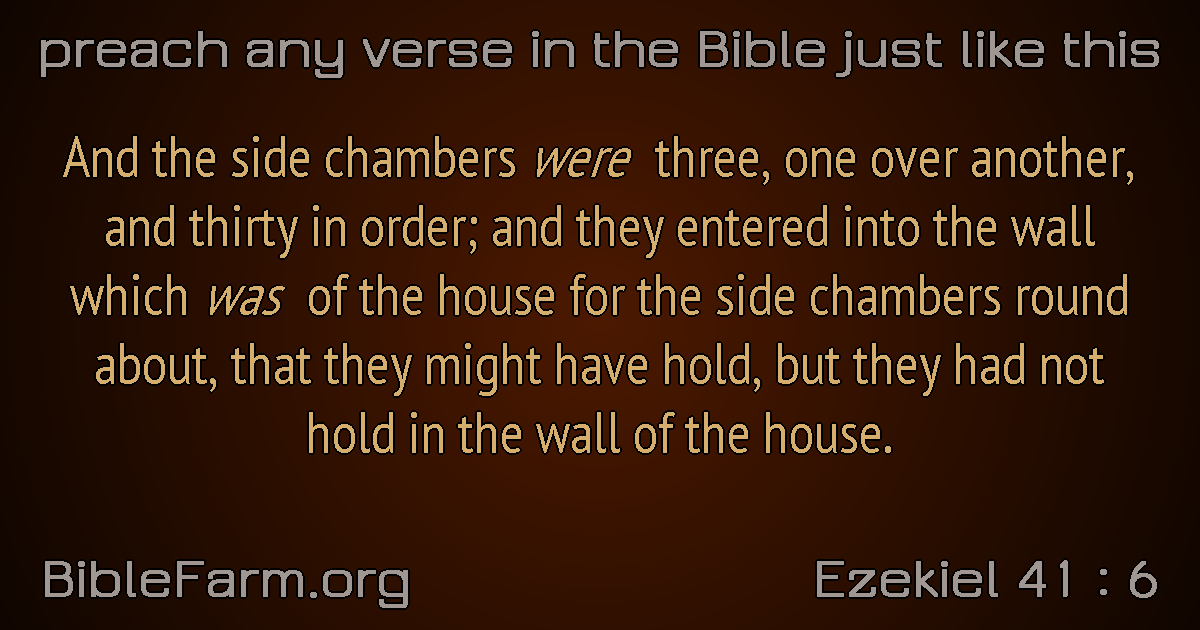 preach any verse in the Bible just like this
And the side chambers were three, one over another,
and thirty in order; and they entered into the wall
which was of the house for the side chambers round
about, that they might have hold, but they had not
hold in the wall of the house.
BibleFarm.org
Ezekiel 41 : 6